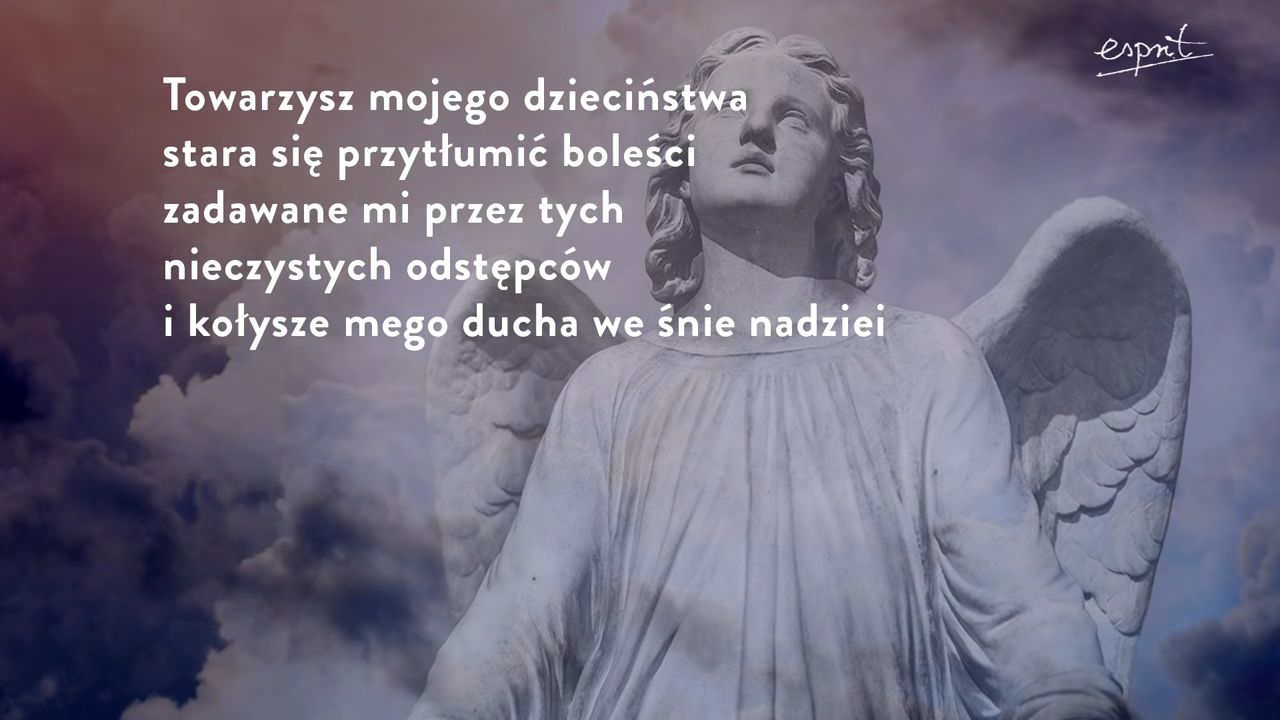 esprit
Towarzysz mojego dzieciństwa
stara się przytłumić boleści
zadawane mi przez tych
nieczystych odstępców
i kołysze mego ducha we śnie nadziei